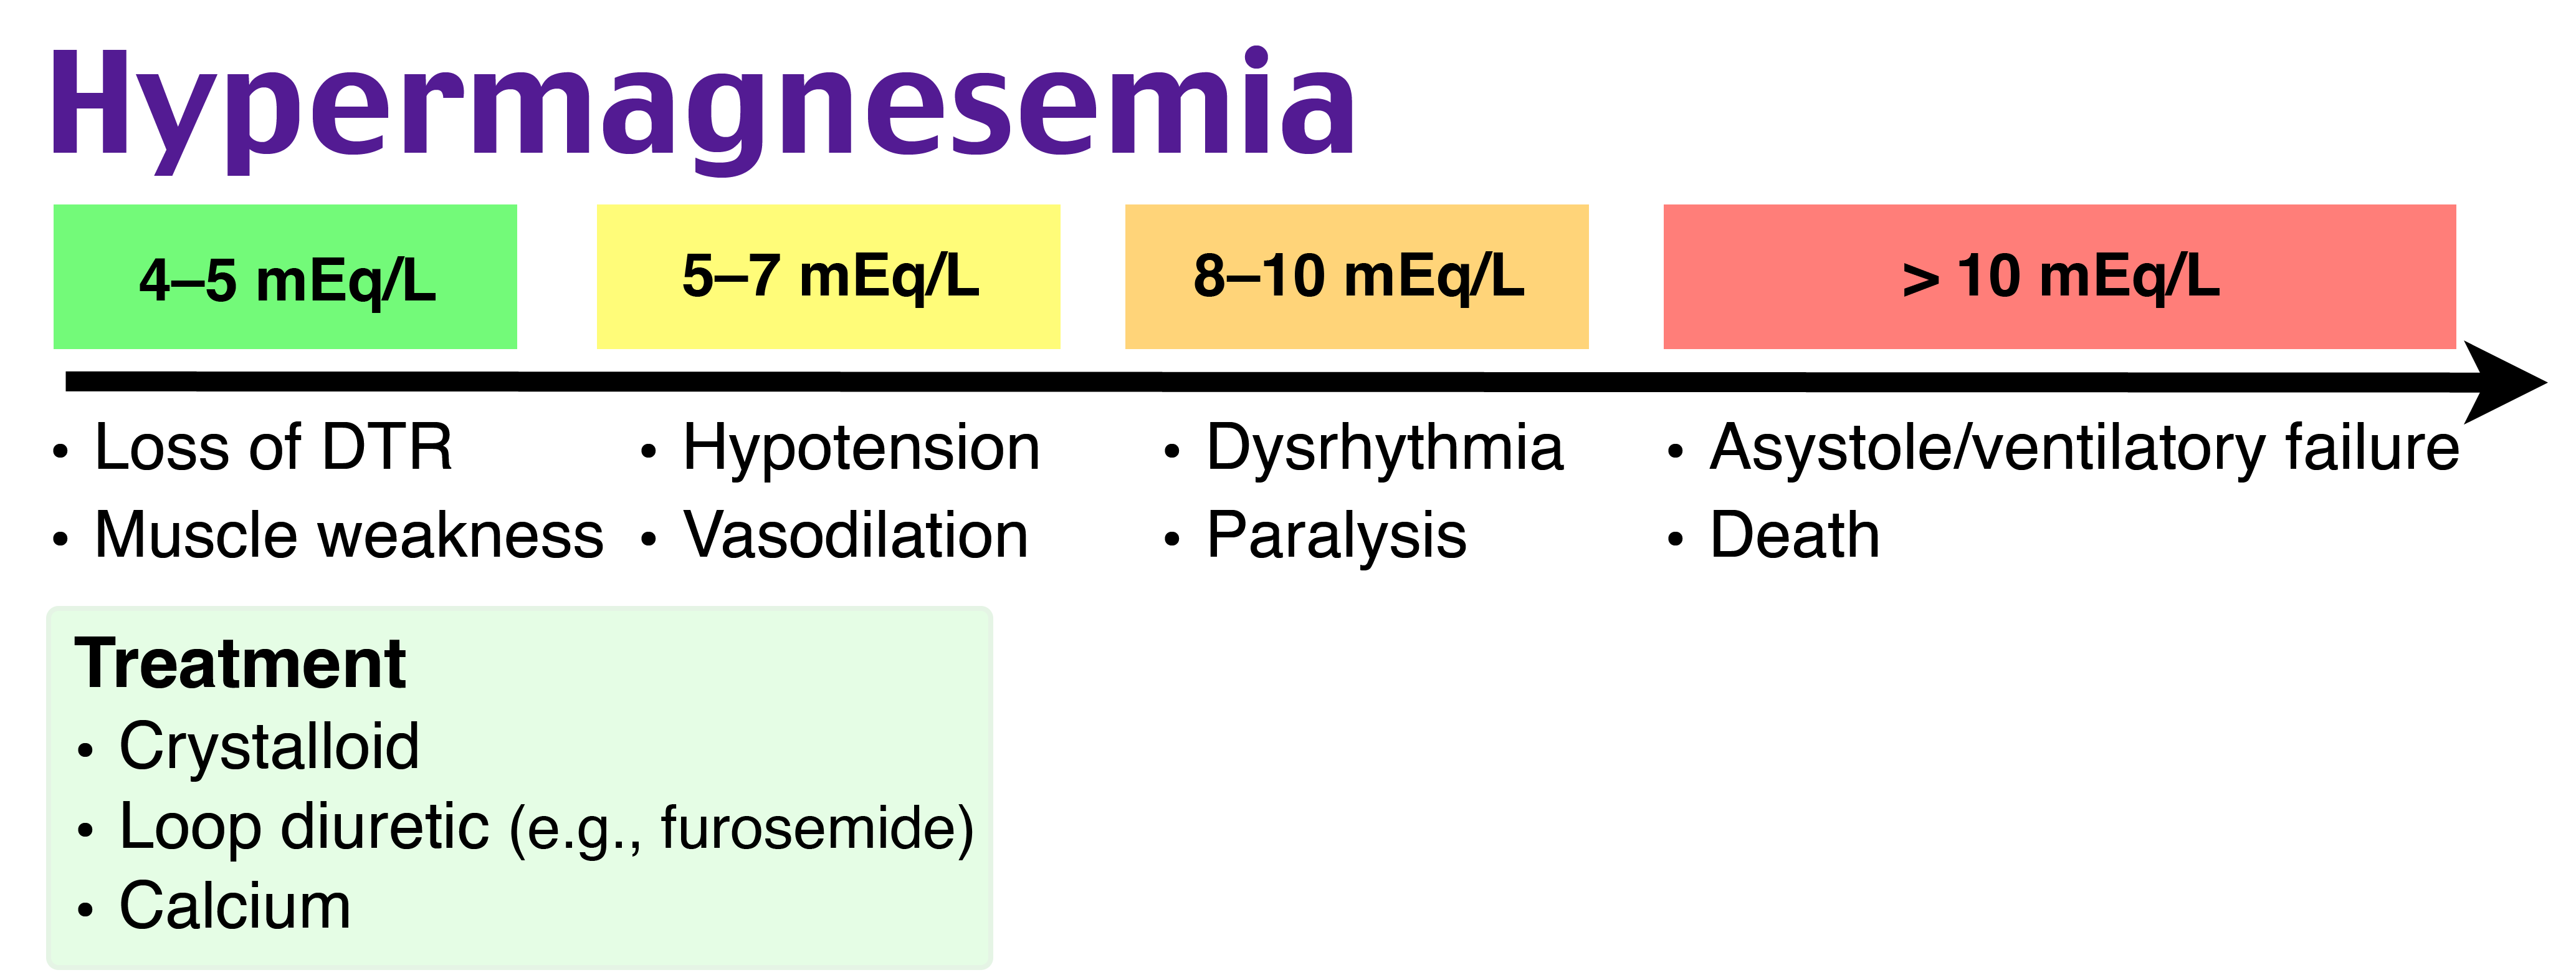 Hypermagnesemia
4–5 mEq/L
5–7 mEq/L
8–10 mEq/L
> 10 mEq/L
• Loss of DTR
• Muscle weakness
• Hypotension
• Vasodilation
• Dysrhythmia
• Paralysis
• Asystole/ventilatory failure
• Death
Treatment
• Crystalloid
• Loop diuretic (e.g., furosemide)
• Calcium